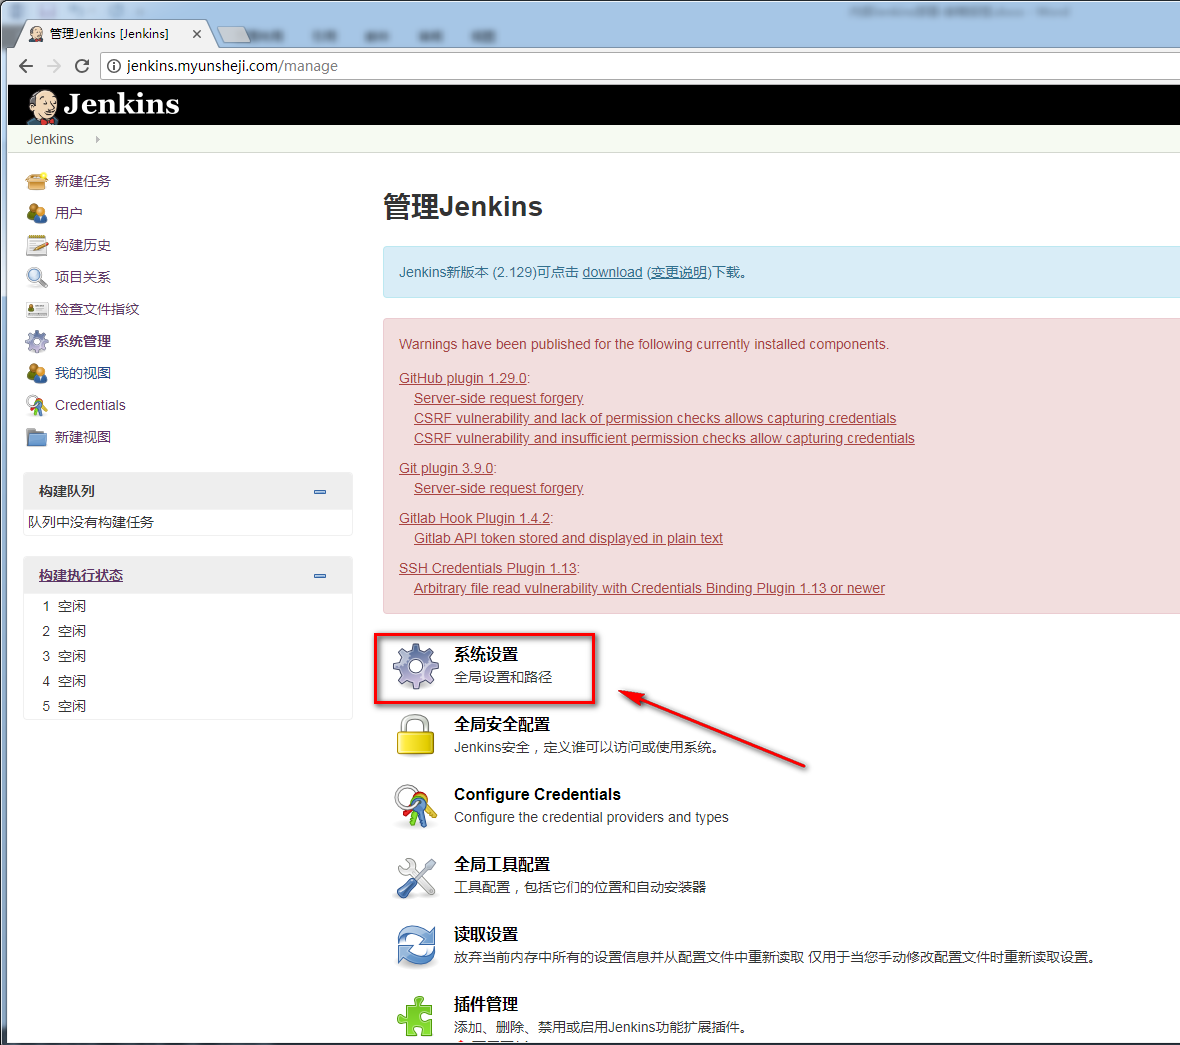 管理Jenkins [Jenkins]
jenkins.myunsheji.com/manage
Jenkins
Jenkins
新建任务
用户
构建历史
项目关系
检查文件指纹
系统管理
我的视图
Credentials
新建视图
构建队列
队列中没有构建任务
构建执行状态
1 空闲
2 空闲
3 空闲
4 空闲
5 空闲
管理Jenkins
Jenkins新版本 (2.129)可点击 download (变更说明)下载。
Warnings have been published for the following currently installed components.
GitHub plugin 1.29.0:
Server-side request forgery
CSRF vulnerability and lack of permission checks allows capturing credentials
CSRF vulnerability and insufficient permission checks allow capturing credentials
Git plugin 3.9.0:
Server-side request forgery
Gitlab Hook Plugin 1.4.2:
Gitlab API token stored and displayed in plain text
SSH Credentials Plugin 1.13:
Arbitrary file read vulnerability with Credentials Binding Plugin 1.13 or newer
系统设置
全局设置和路径
全局安全配置
Jenkins安全，定义谁可以访问或使用系统。
Configure Credentials
Configure the credential providers and types
全局工具配置
工具配置，包括它们的位置和自动安装器
读取设置
放弃当前内存中所有的设置信息并从配置文件中重新读取 仅用于当您手动修改配置文件时重新读取设置。
插件管理
添加、删除、禁用或启用Jenkins功能扩展插件。